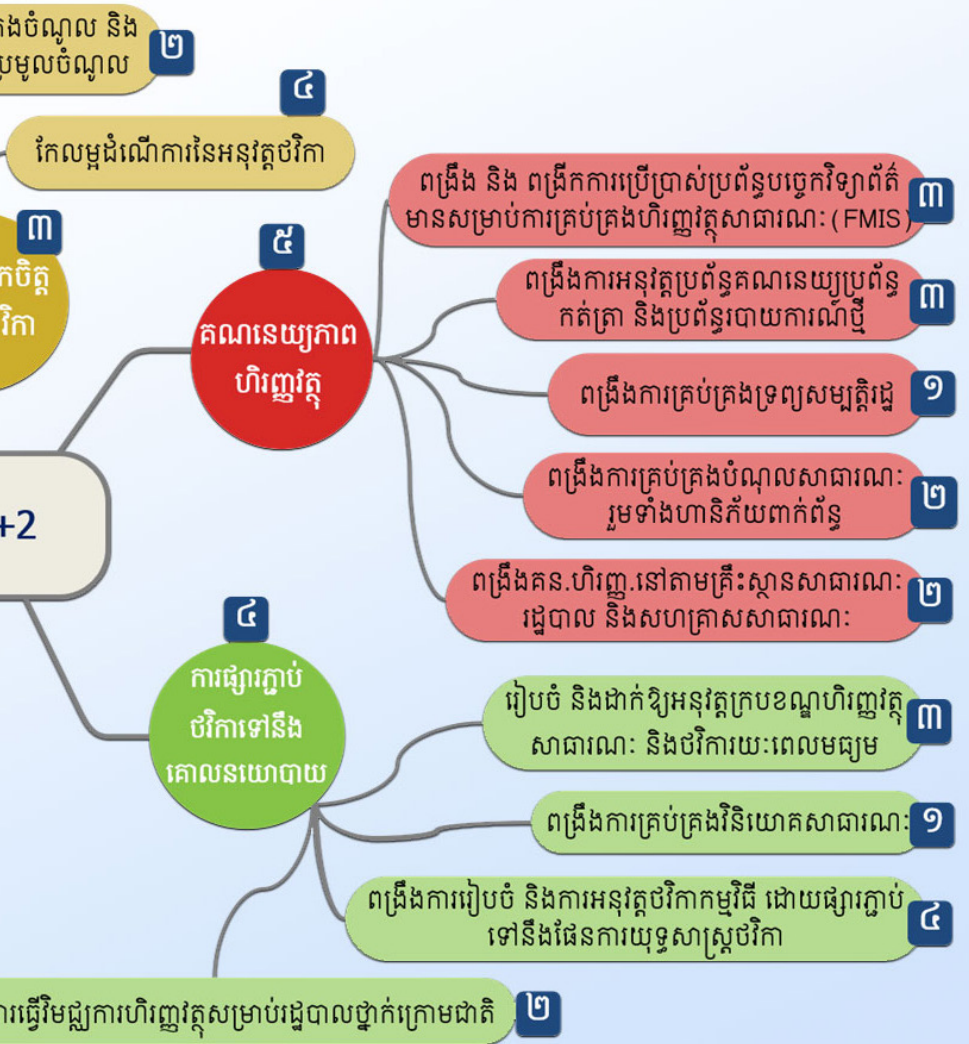 ចំណូល និង
ប្រមូលចំណូល
២
៤
កែលម្អដំណើការនៃអនុវត្តថវិកា
៣
ពង្រឹង និង ពង្រីកការប្រើប្រាស់ប្រព័ន្ធបច្ចេកវិទ្យាព័ត៌
មានសម្រាប់ការគ្រប់គ្រងហិរញ្ញវត្ថុសាធារណៈ(FMIS)
៣
៥
គណនេយ្យភាព
ហិរញ្ញវត្ថុ
ពង្រឹងការអនុវត្តប្រព័ន្ធគណនេយ្យប្រព័ន្ធ
កត់ត្រា និងប្រព័ន្ធរបាយការណ៍ថ្មី
៣
ពង្រឹងការគ្រប់គ្រងទ្រព្យសម្បត្តិរដ្ឋ
១
ពង្រឹងការគ្រប់គ្រងបំណុលសាធារណៈ
រួមទាំងហានិភ័យពាក់ព័ន្ធ
២
+2
ពង្រឹងគន.ហិរញ្ញ.នៅតាមគ្រឹះស្ថានសាធារណៈ
រដ្ឋបាល និងសហគ្រាសសាធារណៈ
២
៤
ការផ្សារភ្ជាប់
ថវិកាទៅនឹង
គោលនយោបាយ
រៀបចំ និងដាក់ឱ្យអនុវត្តក្របខណ្ឌហិរញ្ញវត្ថុ
សាធារណៈ និងថវិការយៈពេលមធ្យម
៣
ពង្រឹងការគ្រប់គ្រងវិនិយោគសាធារណៈ
១
ពង្រឹងការរៀបចំ និងការអនុវត្តថវិកាកម្មវិធី ដោយផ្សារភ្ជាប់
ទៅនឹងផែនការយុទ្ធសាស្ត្រថវិកា
៤
ធ្វើវិមជ្ឈការហិរញ្ញវត្ថុសម្រាប់រដ្ឋបាលថ្នាក់ក្រោមជាតិ
២